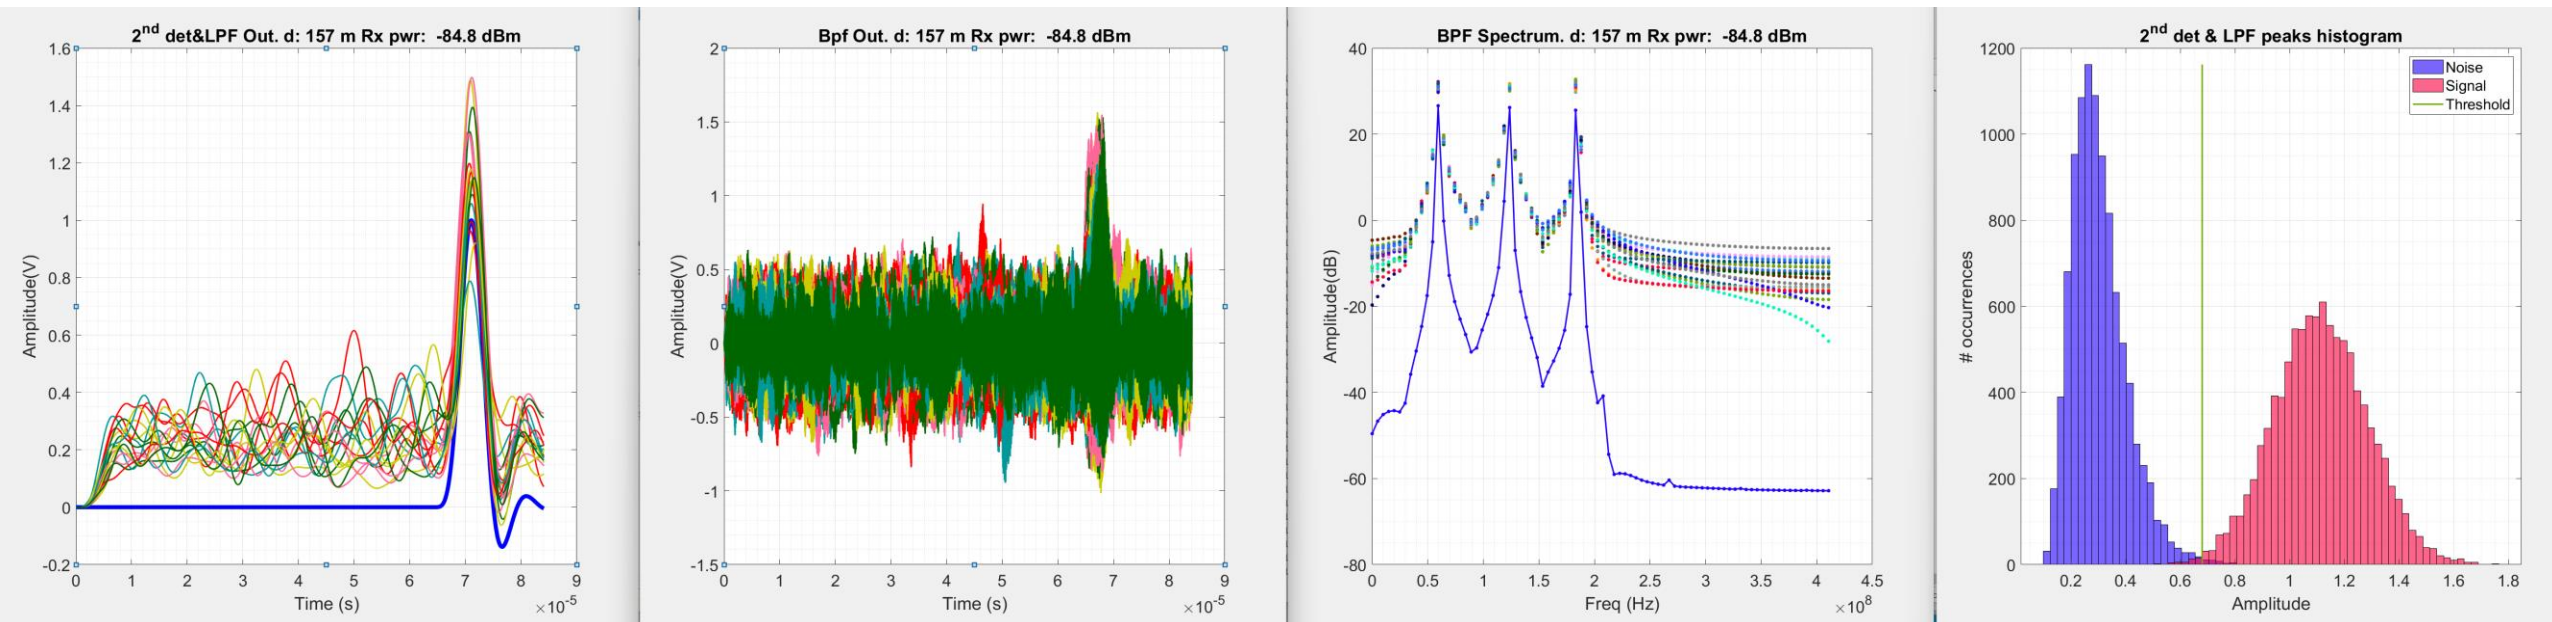 2nd det&LPF Out. d: 157 m Rx pwr: -84.8 dBm
1.6
1.4
1.2
1
0.8
0.6
0.4
0.2
0
-0.2
Amplitude(V)
0 1 2 3 4 5 6 7 8 9
Time (s)
×10-5
Bpf Out. d: 157 m Rx pwr: -84.8 dBm
2
1.5
1
0.5
0
-0.5
-1
-1.5
Amplitude(V)
0 1 2 3 4 5 6 7 8 9
Time (s)
×10-5
BPF Spectrum. d: 157 m Rx pwr: -84.8 dBm
40
20
0
-20
-40
-60
-80
Amplitude(dB)
0 0.5 1 1.5 2 2.5 3 3.5 4 4.5
Freq (Hz)
×108
2nd det & LPF peaks histogram
1200
1000
800
600
400
200
0
# occurrences
Noise
Signal
Threshold
0.2 0.4 0.6 0.8 1 1.2 1.4 1.6 1.8
Amplitude